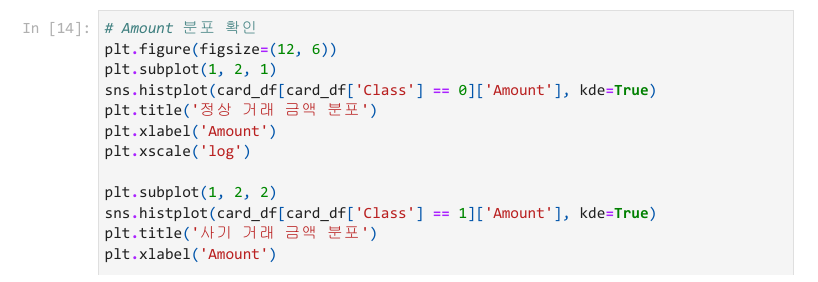 In [14]:
# Amount 분포 확인
plt.figure(figsize=(12, 6))
plt.subplot(1, 2, 1)
sns.histplot(card_df[card_df['Class'] == 0]['Amount'], kde=True)
plt.title('정상 거래 금액 분포')
plt.xlabel('Amount')
plt.xscale('log')

plt.subplot(1, 2, 2)
sns.histplot(card_df[card_df['Class'] == 1]['Amount'], kde=True)
plt.title('사기 거래 금액 분포')
plt.xlabel('Amount')